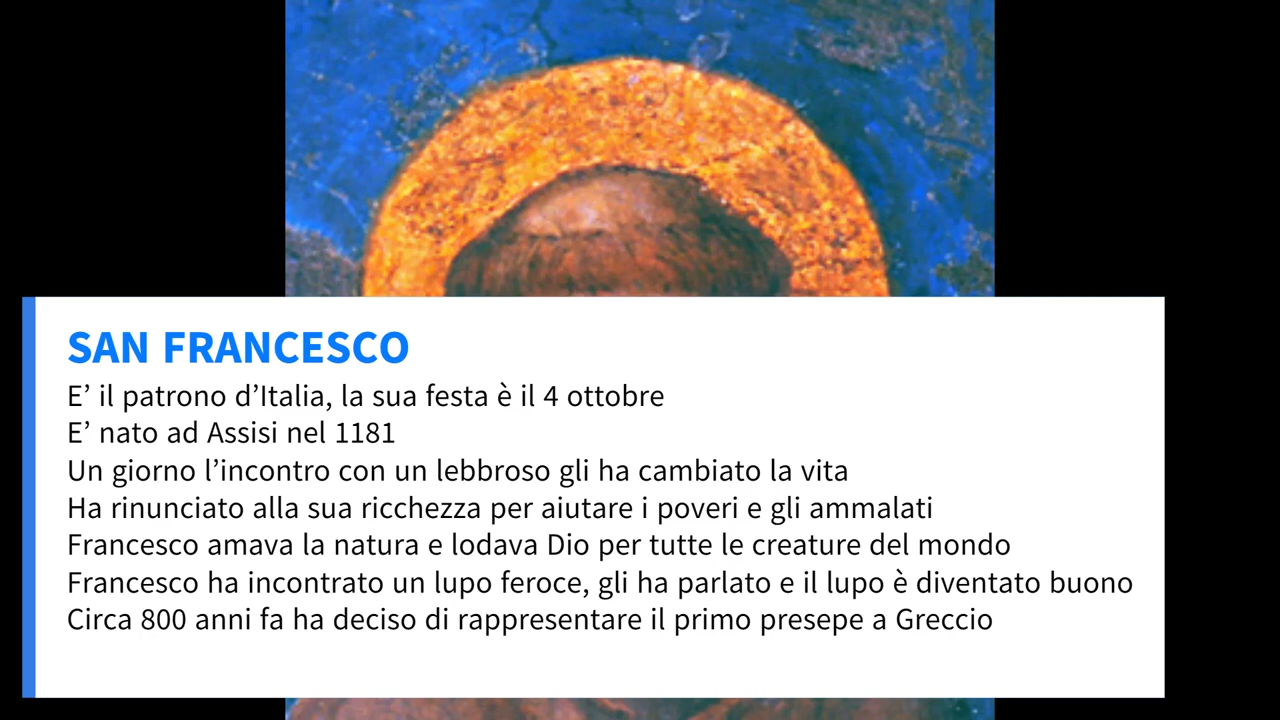 SAN FRANCESCO
E’ il patrono d’Italia, la sua festa è il 4 ottobre
E’ nato ad Assisi nel 1181
Un giorno l’incontro con un lebbroso gli ha cambiato la vita
Ha rinunciato alla sua ricchezza per aiutare i poveri e gli ammalati
Francesco amava la natura e lodava Dio per tutte le creature del mondo
Francesco ha incontrato un lupo feroce, gli ha parlato e il lupo è diventato buono
Circa 800 anni fa ha deciso di rappresentare il primo presepe a Greccio